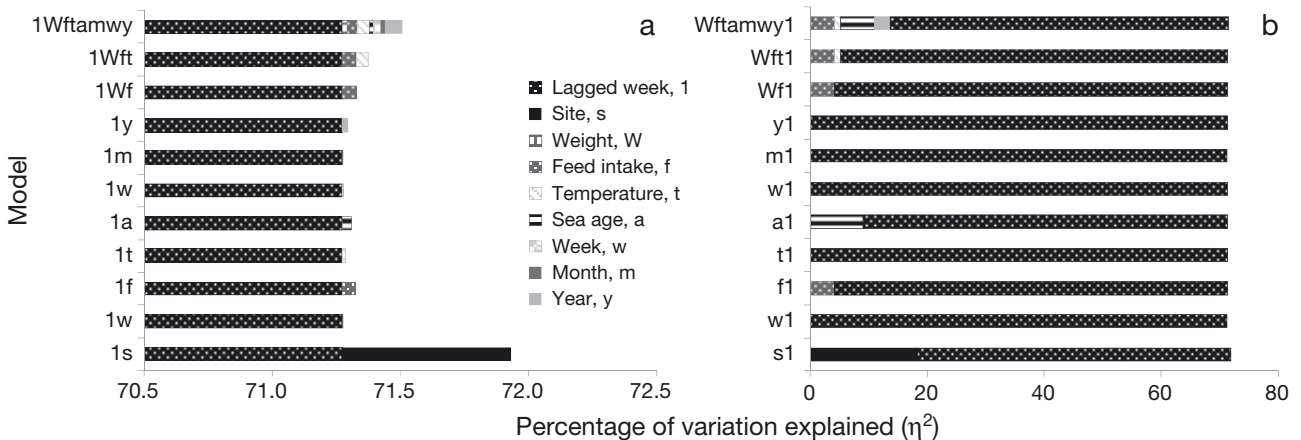 a
1Wftamwy
1Wft
1Wf
1y
1m
1w
1a
1t
1f
1w
1s
Model
70.5 71.0 71.5 72.0 72.5
Lagged week, 1
Site, s
Weight, W
Feed intake, f
Temperature, t
Sea age, a
Week, w
Month, m
Year, y
b
Wftamwy1
Wft1
Wf1
y1
m1
w1
a1
t1
f1
w1
s1
0 20 40 60 80
Percentage of variation explained (η²)